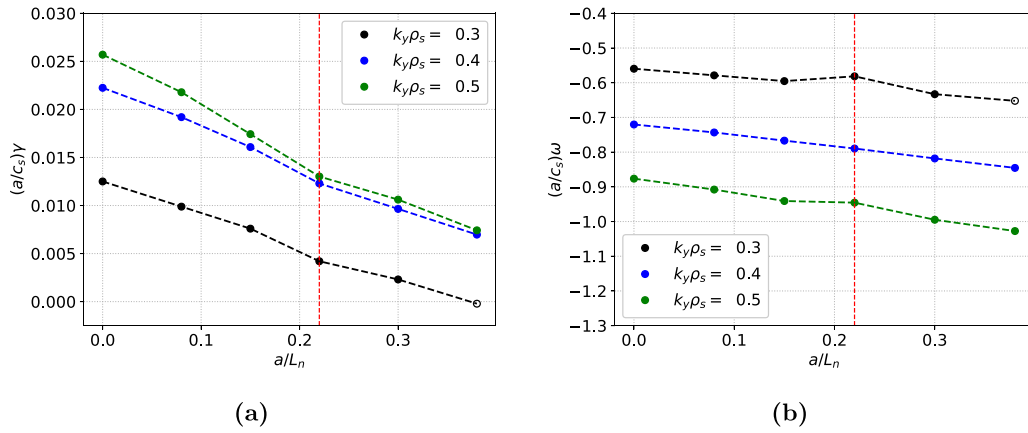 0.030
0.025
0.020
0.015
0.010
0.005
0.000
(a/c_s)γ
k_yρ_s = 0.3
k_yρ_s = 0.4
k_yρ_s = 0.5
0.0 0.1 0.2 0.3
a/L_n
(a)
−0.4
−0.5
−0.6
−0.7
−0.8
−0.9
−1.0
−1.1
−1.2
−1.3
(a/c_s)ω
k_yρ_s = 0.3
k_yρ_s = 0.4
k_yρ_s = 0.5
0.0 0.1 0.2 0.3
a/L_n
(b)